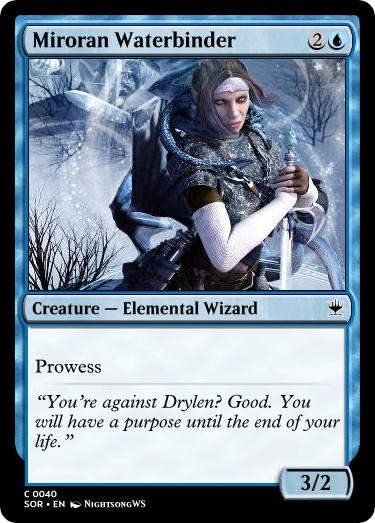 Miroran Waterbinder 2
Creature — Elemental Wizard
Prowess
“You're against Drylen? Good. You
will have a purpose until the end of your
life.”
3/2
C 0040
SOR • EN NightsongWS